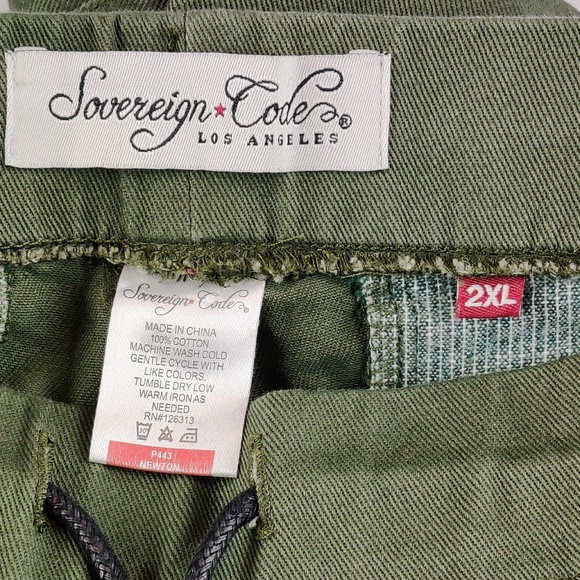 Sovereign★Code®
LOS ANGELES
2XL
Sovereign★Code®
MADE IN CHINA
100% COTTON
MACHINE WASH COLD
GENTLE CYCLE WITH
LIKE COLORS.
TUMBLE DRY LOW
WARM IRON AS
NEEDED
RN#126313
30°
P443
NEWTON